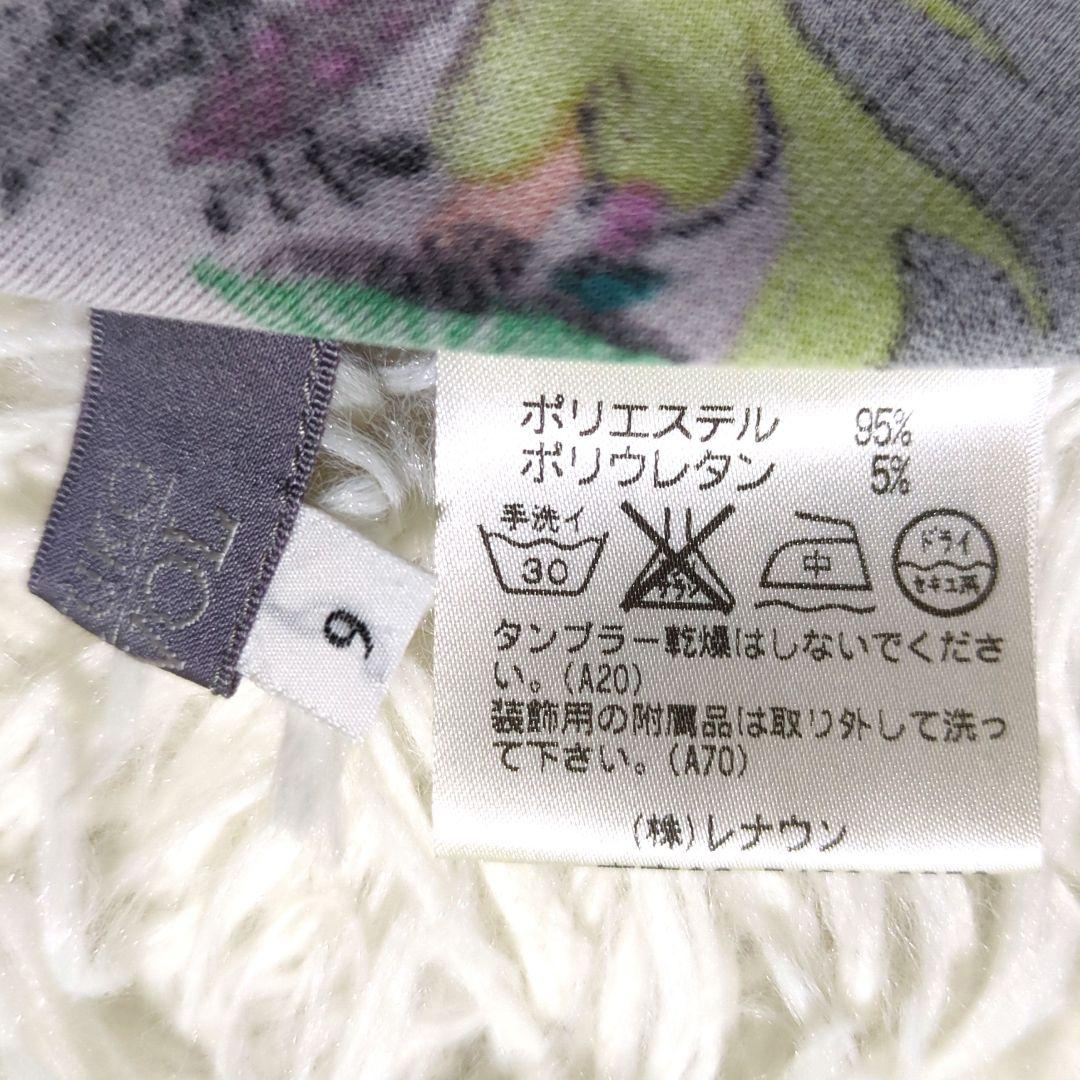 ポリエステル 95%
ポリウレタン 5%
手洗イ
30
中
ドライ
セキユ系
タンブラー乾燥はしないでくださ
い。(A20)
装飾用の附属品は取り外して洗っ
て下さい。(A70)
(株)レナウン
9